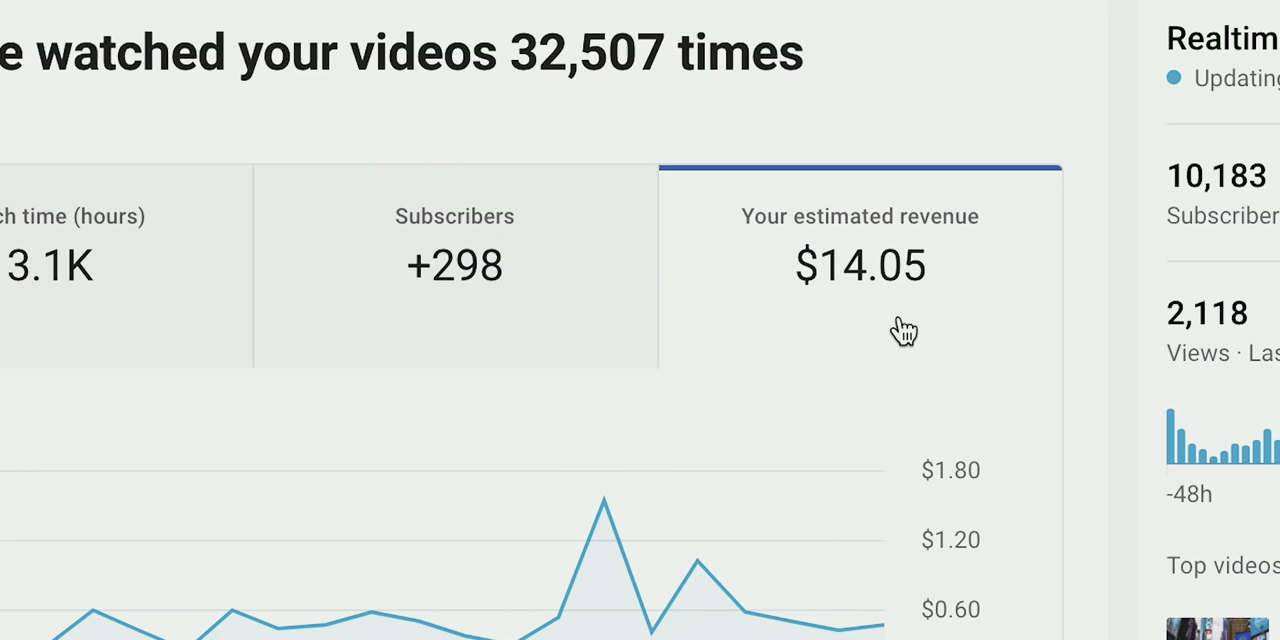 e watched your videos 32,507 times
ch time (hours)
3.1K
Subscribers
+298
Your estimated revenue
$14.05
$1.80
$1.20
$0.60
Realtim
Updating
10,183
Subscriber
2,118
Views · Las
-48h
Top videos